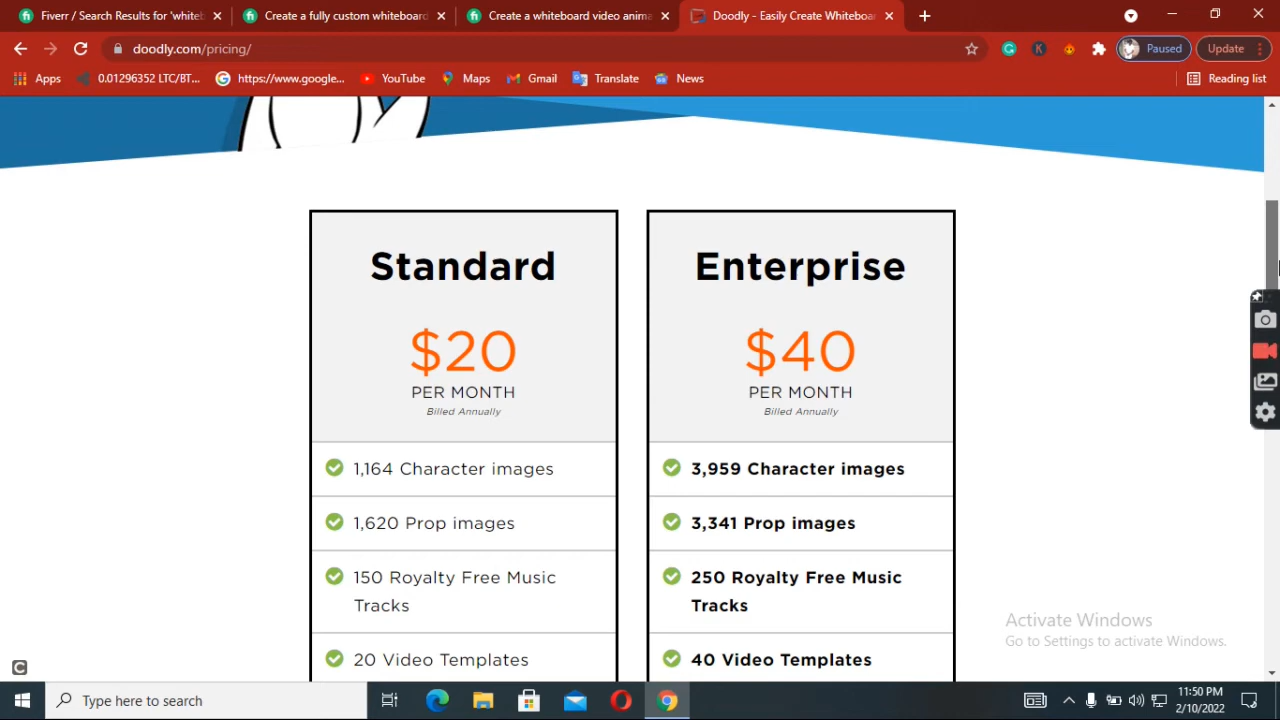 Fiverr / Search Results for 'whiteb
Create a fully custom whiteboard
Create a whiteboard video anima
Doodly - Easily Create Whiteboa
doodly.com/pricing/
Paused
Update
Apps
0.01296352 LTC/BT...
https://www.google...
YouTube
Maps
Gmail
Translate
News
Reading list
Standard
$20
PER MONTH
Billed Annually
1,164 Character images
1,620 Prop images
150 Royalty Free Music
Tracks
20 Video Templates
Enterprise
$40
PER MONTH
Billed Annually
3,959 Character images
3,341 Prop images
250 Royalty Free Music
Tracks
40 Video Templates
Activate Windows
Go to Settings to activate Windows.
Type here to search
11:50 PM
2/10/2022